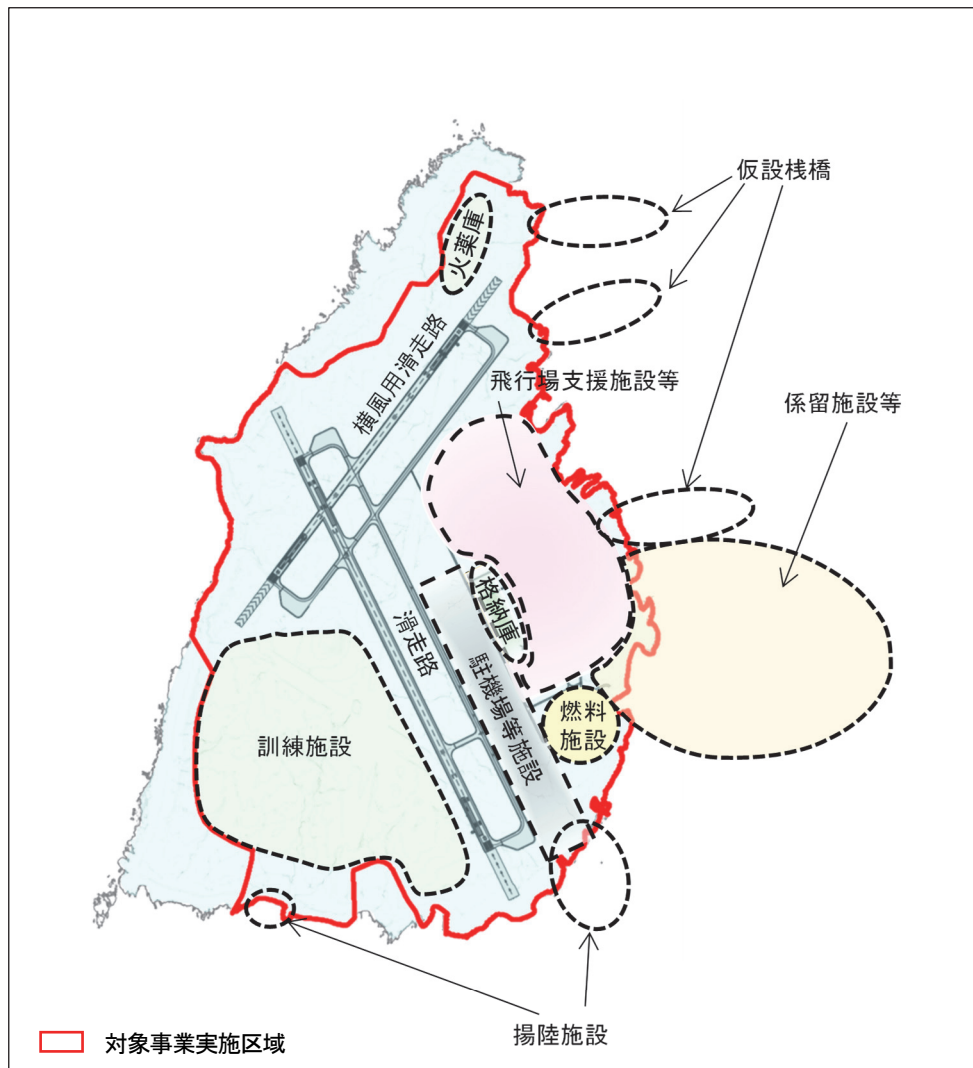 仮設桟橋
火薬庫
横風用滑走路
飛行場支援施設等
係留施設等
格納庫
滑走路
駐機場等施設
燃料
施設
訓練施設
揚陸施設
対象事業実施区域